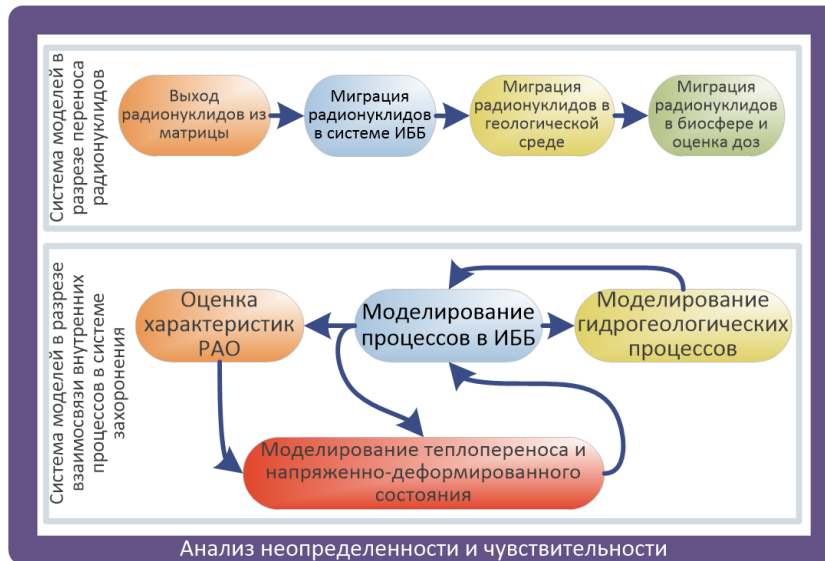 Система моделей в
разрезе переноса
радионуклидов
Выход
радионуклидов из
матрицы
Миграция
радионуклидов
в системе ИББ
Миграция
радионуклидов в
геологической
среде
Миграция
радионуклидов
в биосфере и
оценка доз
Система моделей в разрезе
взаимосвязи внутренних
процессов в системе
захоронения
Оценка
характеристик
РАО
Моделирование
процессов в ИББ
Моделирование
гидрогеологических
процессов
Моделирование теплопереноса и
напряженно-деформированного
состояния
Анализ неопределенности и чувствительности